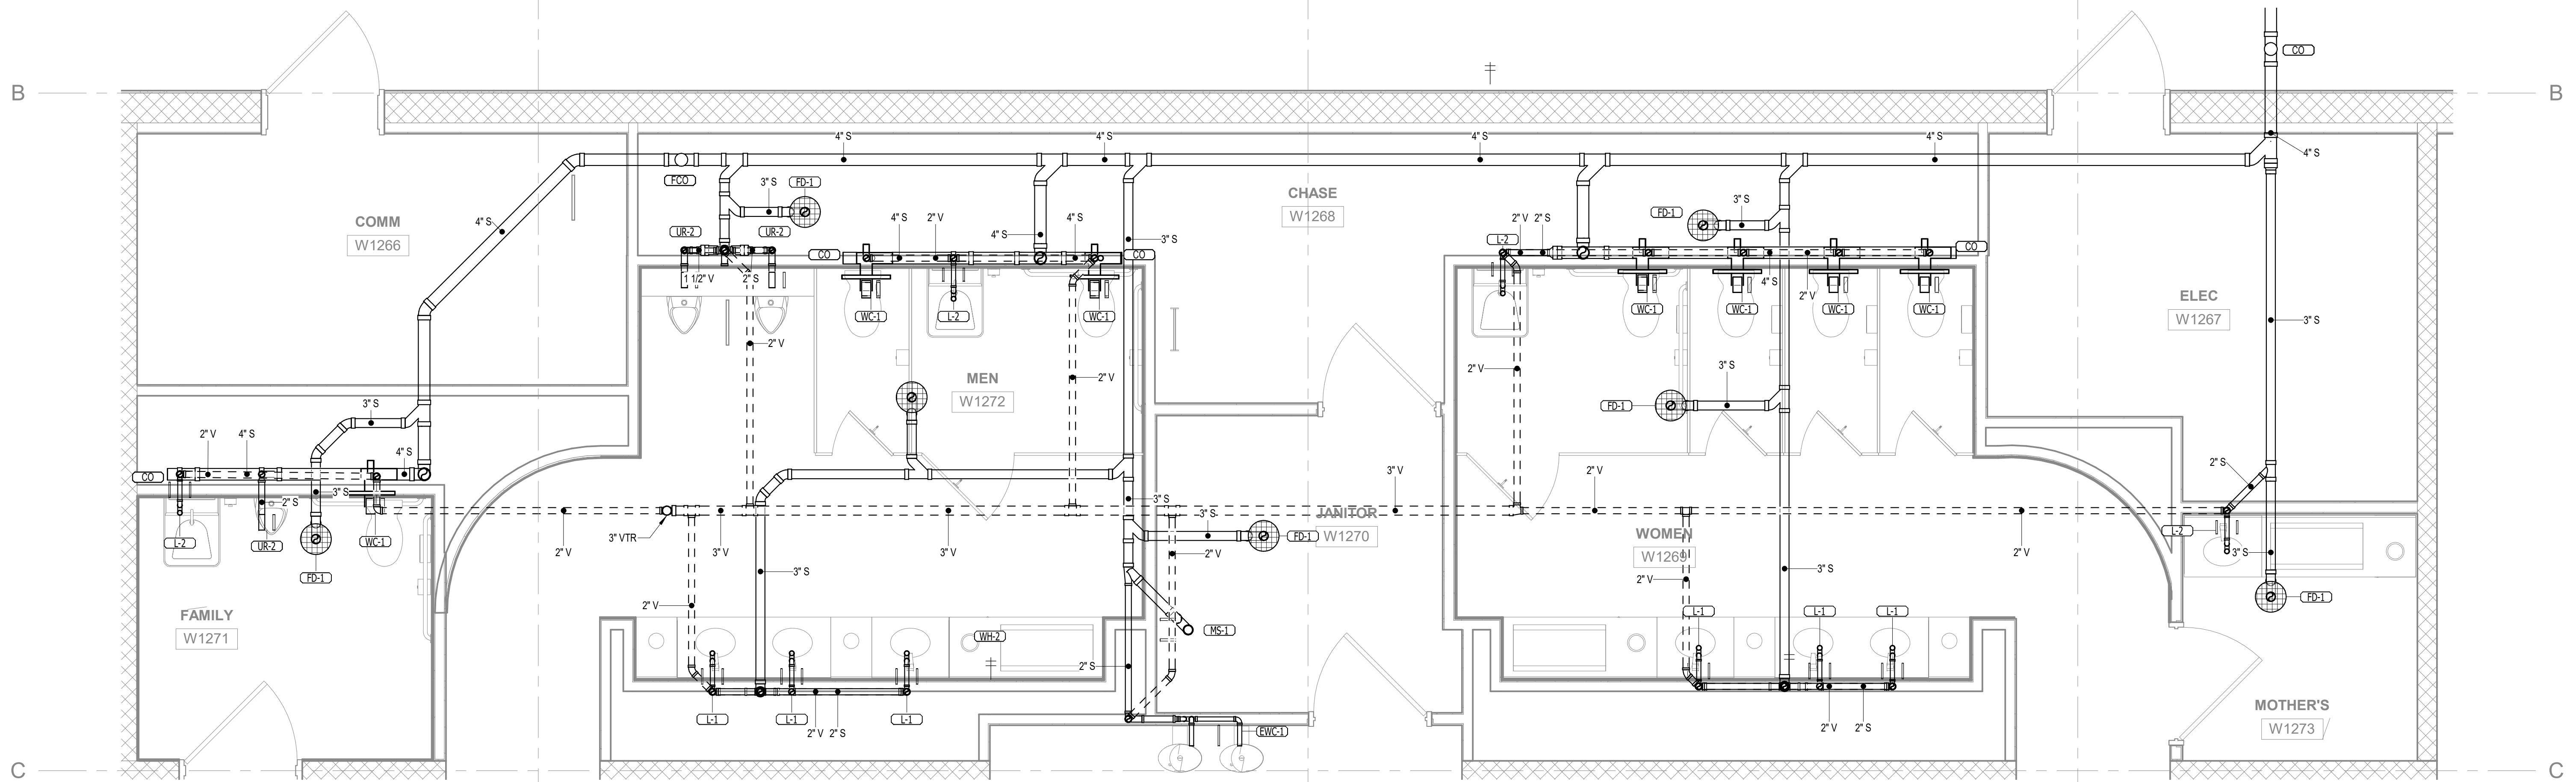 CO
B
B
4" S
4" S
4" S
4" S
4" S
FCO
3" S
FD-1
CHASE
W1268
COMM
W1266
4" S
UR-2
UR-2
4" S
2" V
4" S
4" S
3" S
FD-1
3" S
2" V
2" S
L-2
CO
CO
CO
1 1/2" V
2" S
4" S
2" V
ELEC
W1267
WC-1
L-2
WC-1
WC-1
WC-1
WC-1
WC-1
3" S
2" V
MEN
W1272
2" V
2" V
3" S
3" S
FD-1
2" V
4" S
4" S
CO
3" S
2" S
3" V
2" V
2" S
3" S
3" S
JANITOR
W1270
L-2
UR-2
WC-1
FD-1
2" V
3" VTR
3" V
3" V
2" V
FD-1
WOMEN
W1269
2" V
L-2
3" S
3" S
3" S
2" V
FD-1
FAMILY
W1271
2" V
L-1
L-1
L-1
WH-2
MS-1
2" S
MOTHER'S
W1273
L-1
L-1
L-1
2" V
2" S
EWC-1
2" V
2" S
C
C